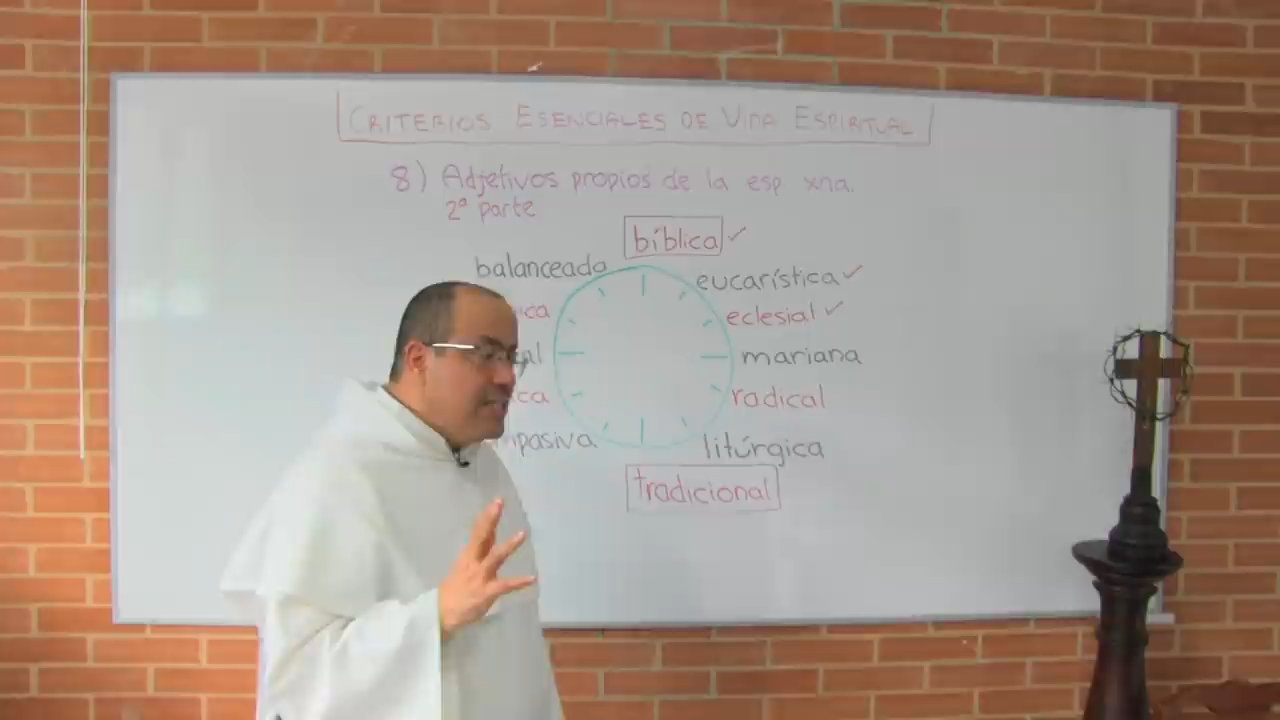 CRITERIOS ESENCIALES DE VIDA ESPIRITUAL
8) Adjetivos propios de la esp xna.
2ª parte
bíblica ✓
balanceada
eucarística ✓
eclesial ✓
mariana
radical
litúrgica
tradicional